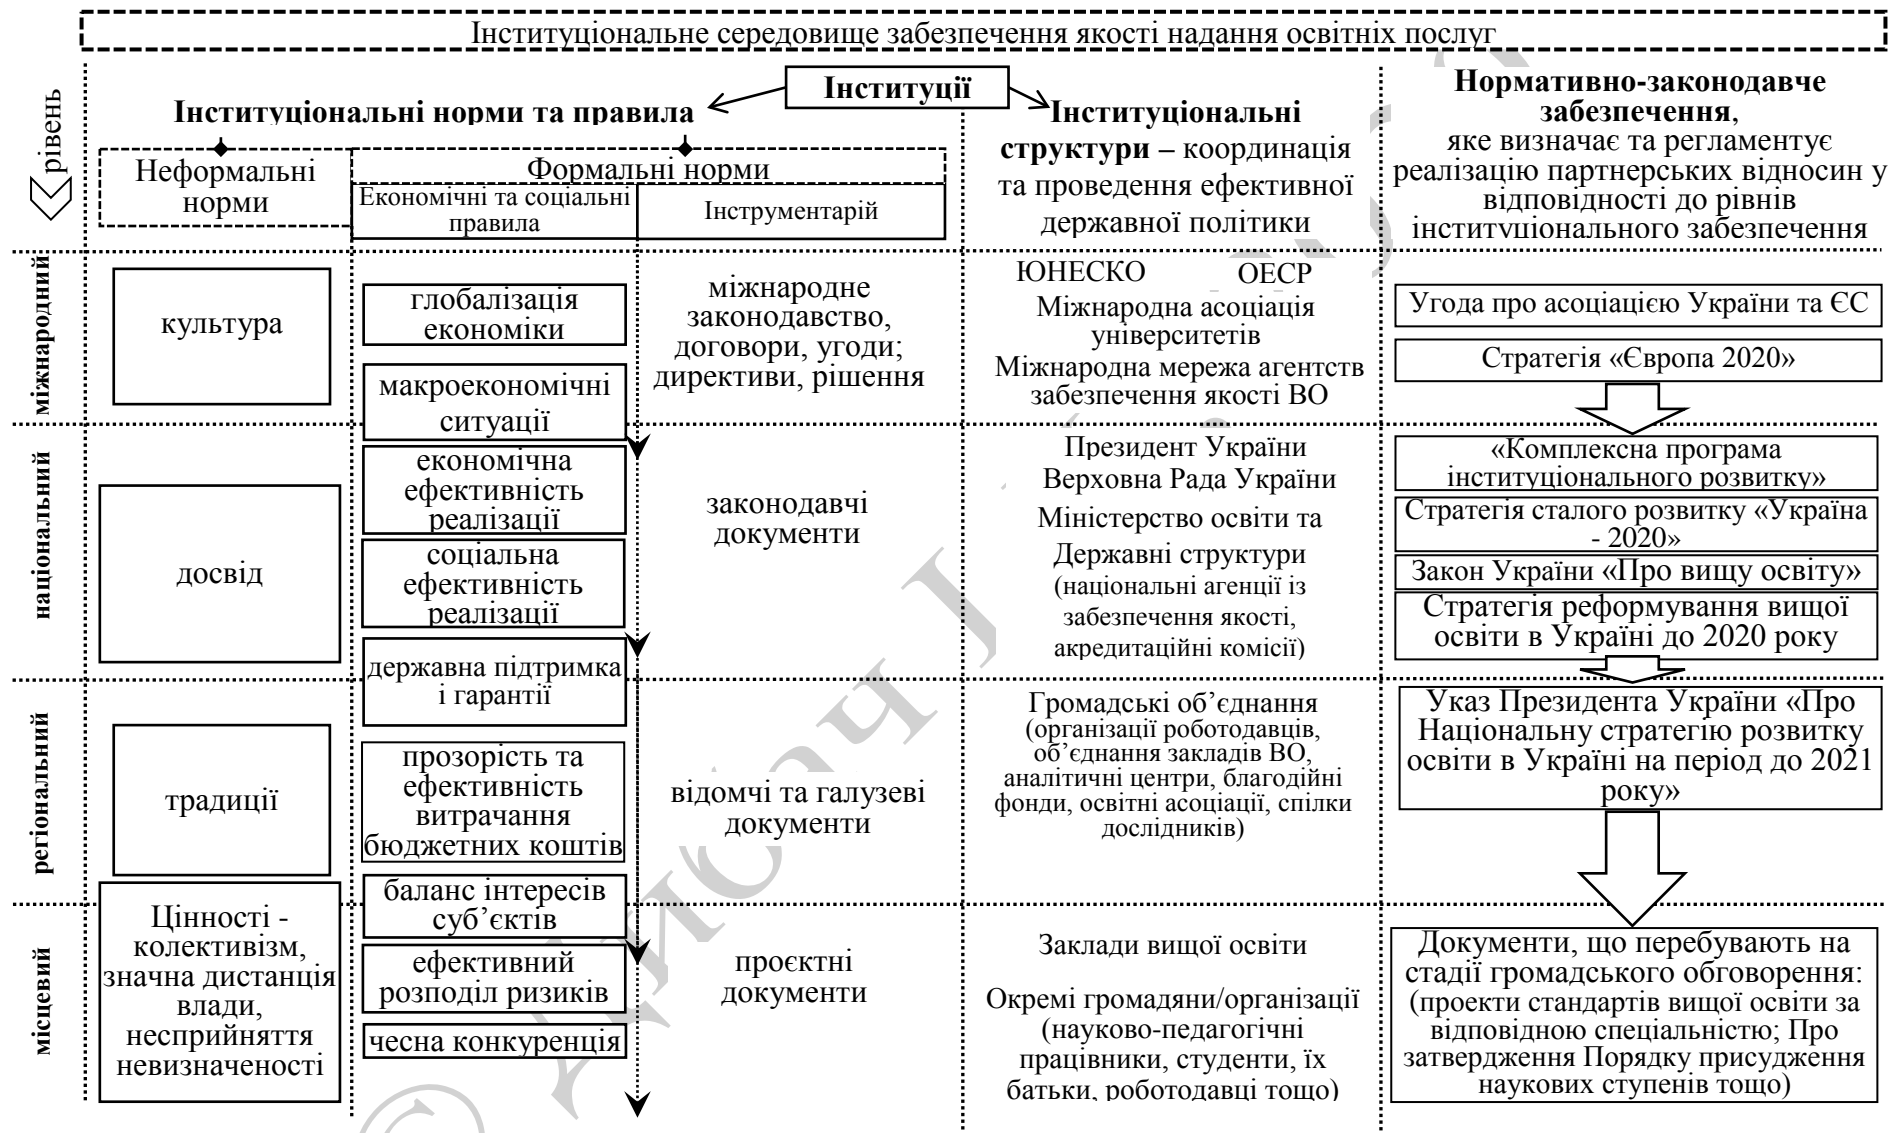 Інституціональне середовище забезпечення якості надання освітніх послуг
рівень
Інституції
Інституціональні норми та правила
Неформальні
норми
Формальні норми
Економічні та соціальні
правила
Інструментарій
Інституціональні
структури – координація
та проведення ефективної
державної політики
Нормативно-законодавче
забезпечення,
яке визначає та регламентує
реалізацію партнерських відносин у
відповідності до рівнів
інституціонального забезпечення
міжнародний
культура
глобалізація
економіки
макроекономічні
ситуації
міжнародне
законодавство,
договори, угоди;
директиви, рішення
ЮНЕСКО ОЕСР
Міжнародна асоціація
університетів
Міжнародна мережа агентств
забезпечення якості ВО
Угода про асоціацією України та ЄС
Стратегія «Європа 2020»
національний
досвід
економічна
ефективність
реалізації
соціальна
ефективність
реалізації
державна підтримка
і гарантії
законодавчі
документи
Президент України
Верховна Рада України
Міністерство освіти та
Державні структури
(національні агенції із
забезпечення якості,
акредитаційні комісії)
«Комплексна програма
інституціонального розвитку»
Стратегія сталого розвитку «Україна
- 2020»
Закон України «Про вищу освіту»
Стратегія реформування вищої
освіти в Україні до 2020 року
регіональний
традиції
прозорість та
ефективність
витрачання
бюджетних коштів
відомчі та галузеві
документи
Громадські об’єднання
(організації роботодавців,
об’єднання закладів ВО,
аналітичні центри, благодійні
фонди, освітні асоціації, спілки
дослідників)
Указ Президента України «Про
Національну стратегію розвитку
освіти в Україні на період до 2021
року»
місцевий
Цінності -
колективізм,
значна дистанція
влади,
несприйняття
невизначеності
баланс інтересів
суб’єктів
ефективний
розподіл ризиків
чесна конкуренція
проєктні
документи
Заклади вищої освіти
Окремі громадяни/організації
(науково-педагогічні
працівники, студенти, їх
батьки, роботодавці тощо)
Документи, що перебувають на
стадії громадського обговорення:
(проекти стандартів вищої освіти за
відповідною спеціальністю; Про
затвердження Порядку присудження
наукових ступенів тощо)